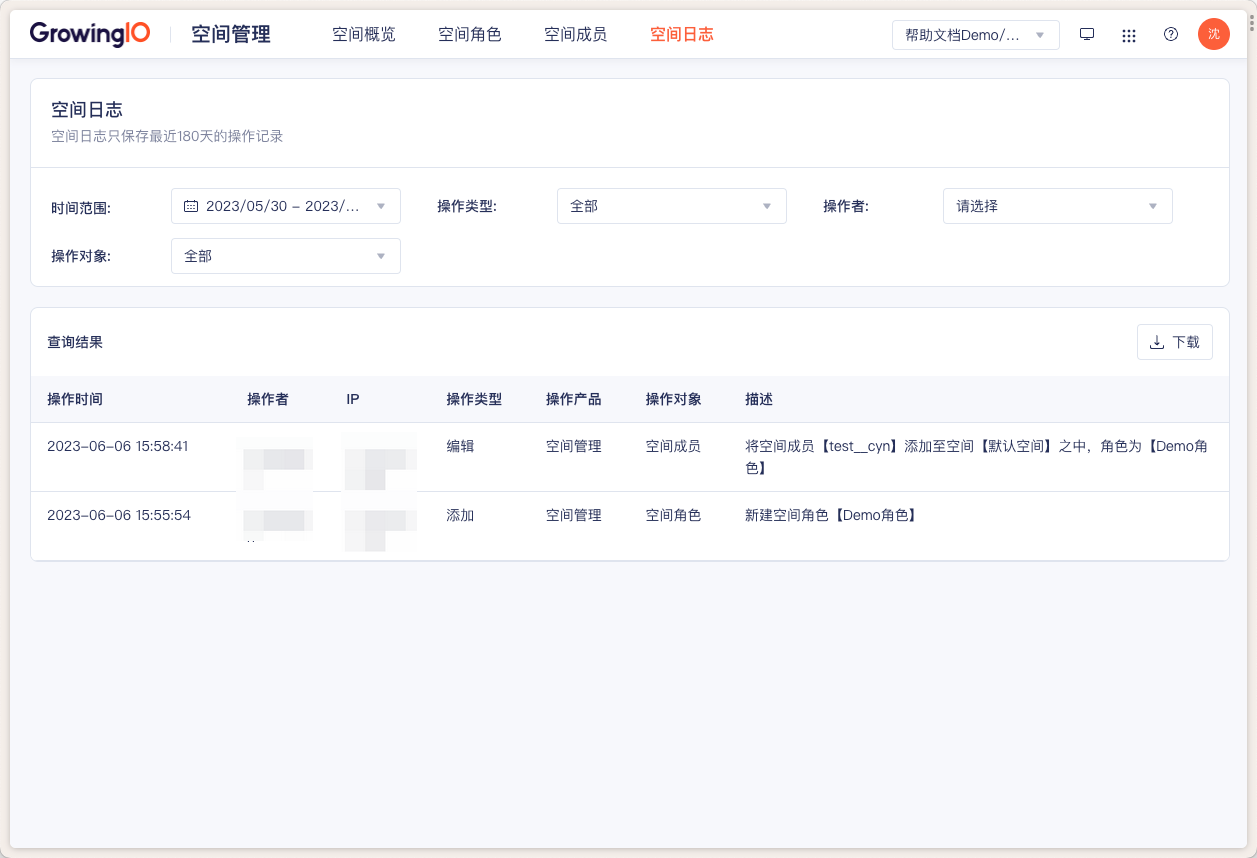 GrowingIO 空间管理 空间概览 空间角色 空间成员 空间日志 帮助文档Demo/... 沈
空间日志
空间日志只保存最近180天的操作记录
时间范围: 2023/05/30 – 2023/... 操作类型: 全部 操作者: 请选择
操作对象: 全部
查询结果 下载
操作时间 操作者 IP 操作类型 操作产品 操作对象 描述
2023–06–06 15:58:41 编辑 空间管理 空间成员 将空间成员【test__cyn】添加至空间【默认空间】之中，角色为【Demo角
色】
2023–06–06 15:55:54 添加 空间管理 空间角色 新建空间角色【Demo角色】